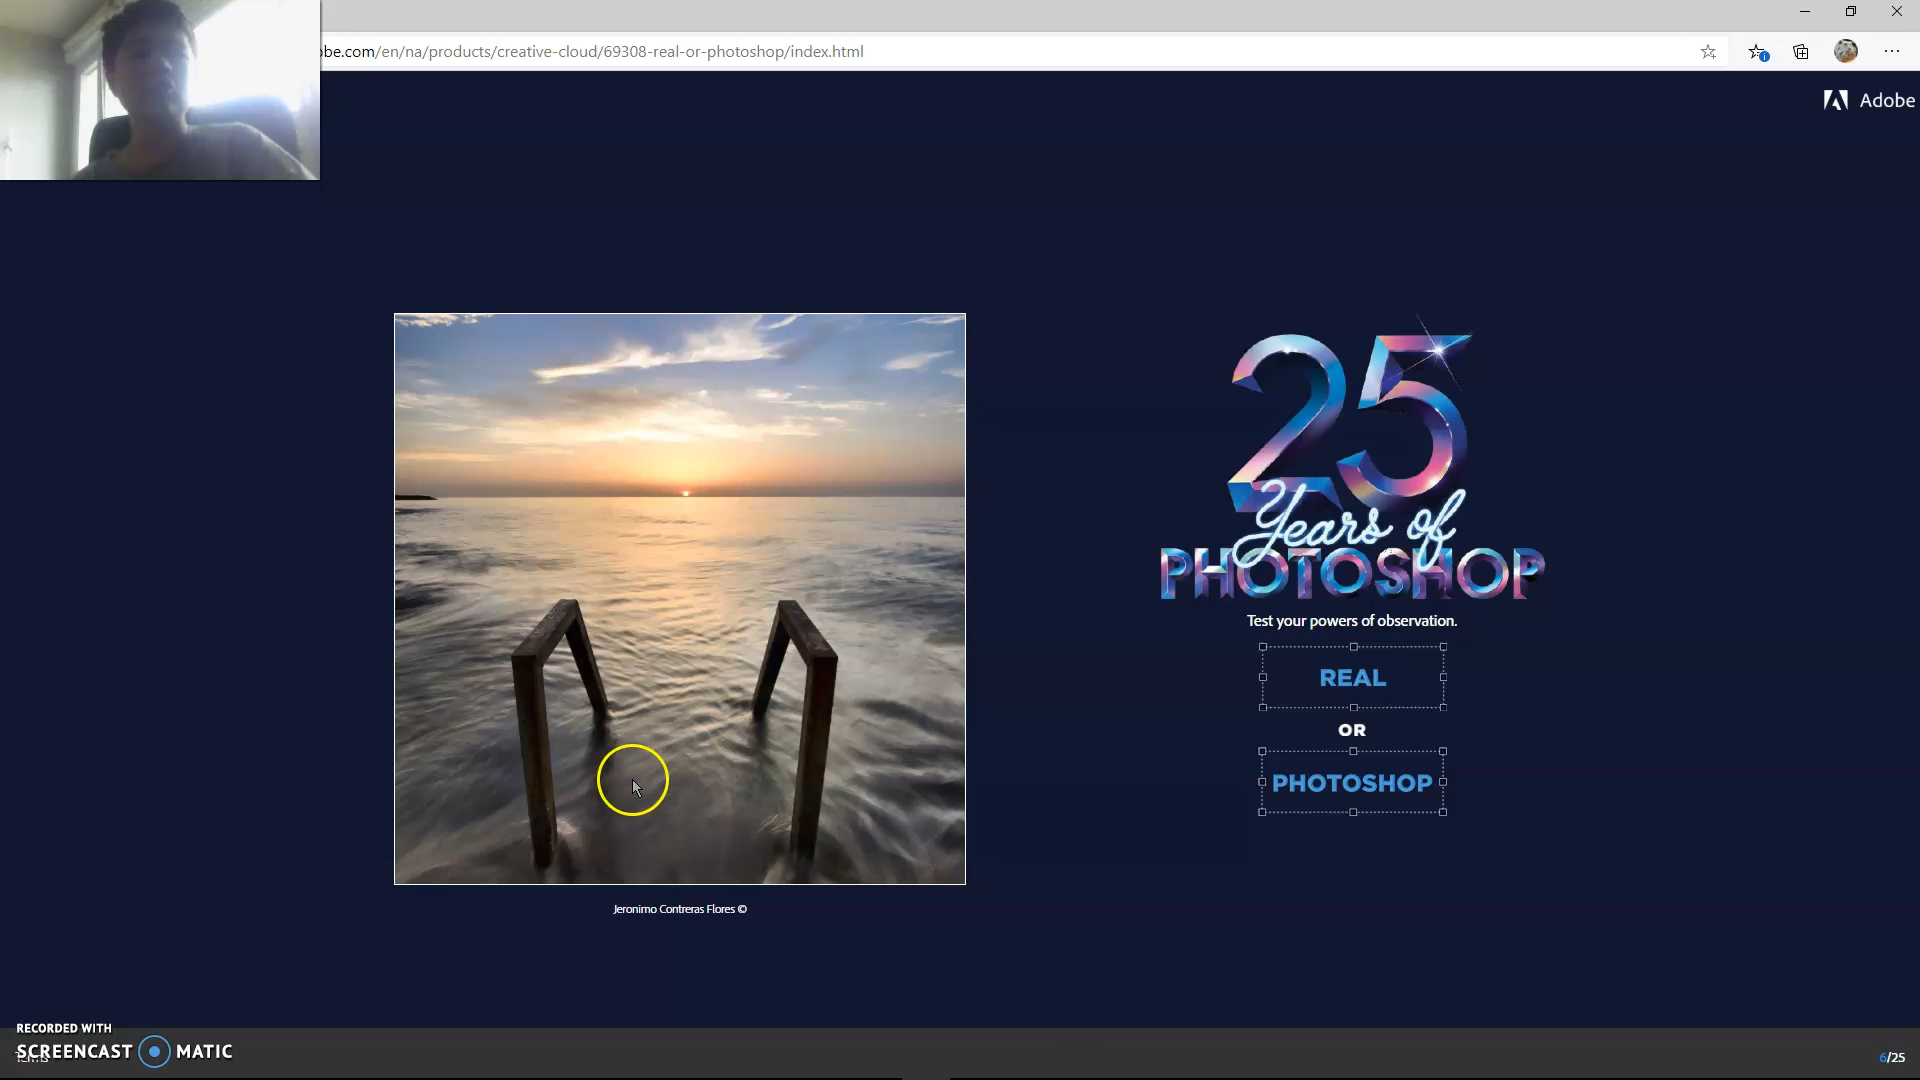 be.com/en/na/products/creative-cloud/69308-real-or-photoshop/index.html
Adobe
25
Years of
PHOTOSHOP
Test your powers of observation.
REAL
OR
PHOTOSHOP
Jeronimo Contreras Flores ©
RECORDED WITH
SCREENCAST MATIC
Terms
6/25